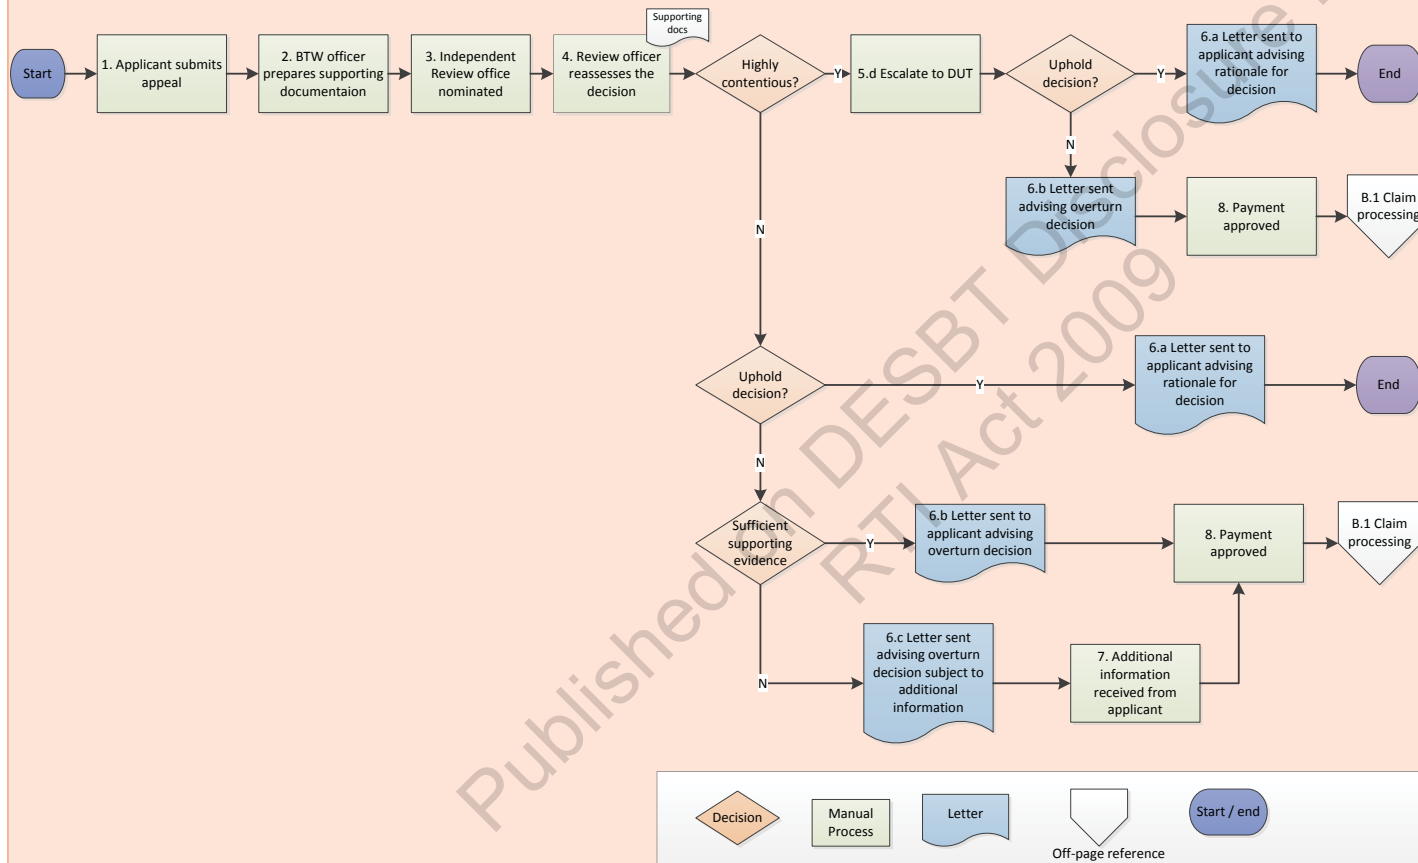 Supporting
docs
Start
1. Applicant submits
appeal
2. BTW officer
prepares supporting
documentaion
3. Independent
Review office
nominated
4. Review officer
reassesses the
decision
Highly
contentious?
Y
5.d Escalate to DUT
Uphold
decision?
Y
6.a Letter sent to
applicant advising
rationale for
decision
End
N
6.b Letter sent
advising overturn
decision
8. Payment
approved
B.1 Claim
processing
N
Uphold
decision?
Y
6.a Letter sent to
applicant advising
rationale for
decision
End
N
Sufficient
supporting
evidence
Y
6.b Letter sent to
applicant advising
overturn decision
8. Payment
approved
B.1 Claim
processing
N
6.c Letter sent
advising overturn
decision subject to
additional
information
7. Additional
information
received from
applicant
Decision
Manual
Process
Letter
Off-page reference
Start / end
Published on DESBT Disclosure
RTI Act 2009